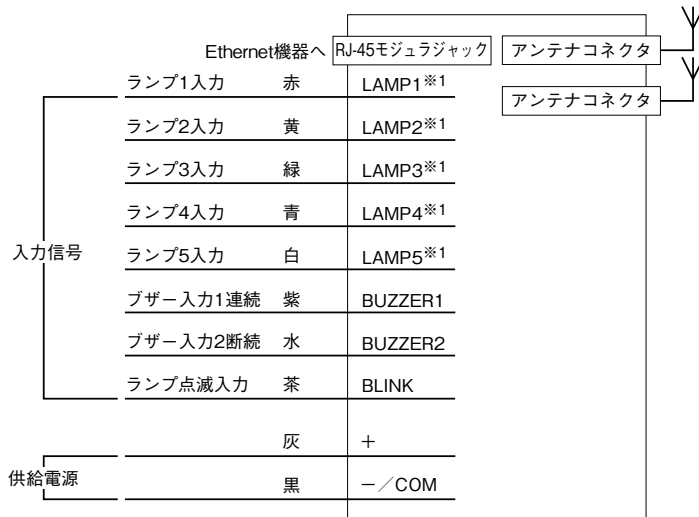 Ethernet機器へ RJ-45モジュラジャック アンテナコネクタ
ランプ1入力 赤 LAMP1※1
アンテナコネクタ
ランプ2入力 黄 LAMP2※1
ランプ3入力 緑 LAMP3※1
ランプ4入力 青 LAMP4※1
入力信号
ランプ5入力 白 LAMP5※1
ブザー入力1連続 紫 BUZZER1
ブザー入力2断続 水 BUZZER2
ランプ点滅入力 茶 BLINK
灰 +
供給電源
黒 −/COM